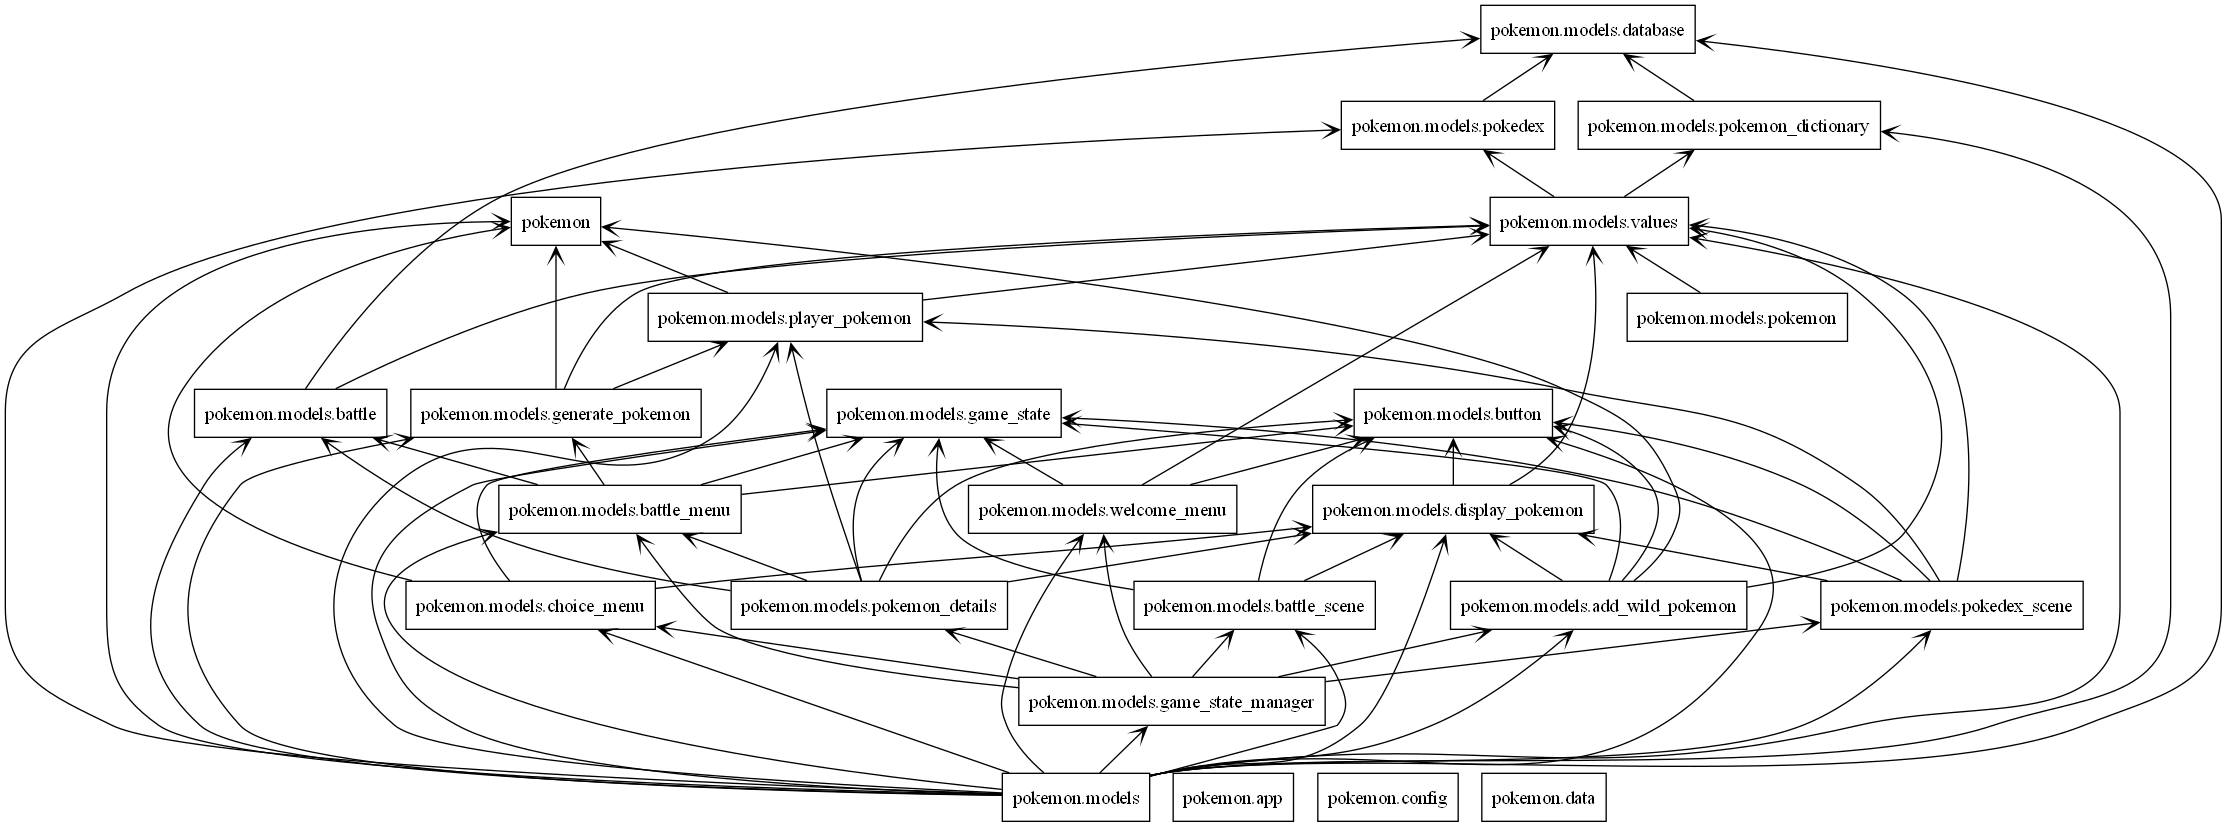 pokemon.models.database
pokemon.models.pokedex
pokemon.models.pokemon_dictionary
pokemon
pokemon.models.values
pokemon.models.player_pokemon
pokemon.models.pokemon
pokemon.models.battle
pokemon.models.generate_pokemon
pokemon.models.game_state
pokemon.models.button
pokemon.models.battle_menu
pokemon.models.welcome_menu
pokemon.models.display_pokemon
pokemon.models.choice_menu
pokemon.models.pokemon_details
pokemon.models.battle_scene
pokemon.models.add_wild_pokemon
pokemon.models.pokedex_scene
pokemon.models.game_state_manager
pokemon.models
pokemon.app
pokemon.config
pokemon.data